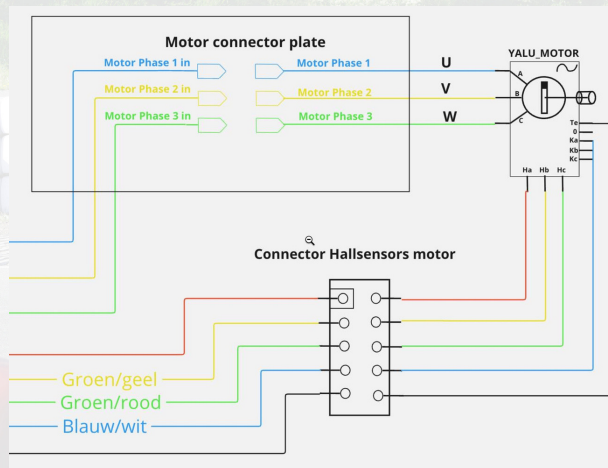 Motor connector plate
Motor Phase 1 in
Motor Phase 1
U
Motor Phase 2 in
Motor Phase 2
V
Motor Phase 3 in
Motor Phase 3
W
YALU_MOTOR
A
B
C
Te
0
Ka
Kb
Kc
Ha Hb Hc
Connector Hallsensors motor
Groen/geel
Groen/rood
Blauw/wit